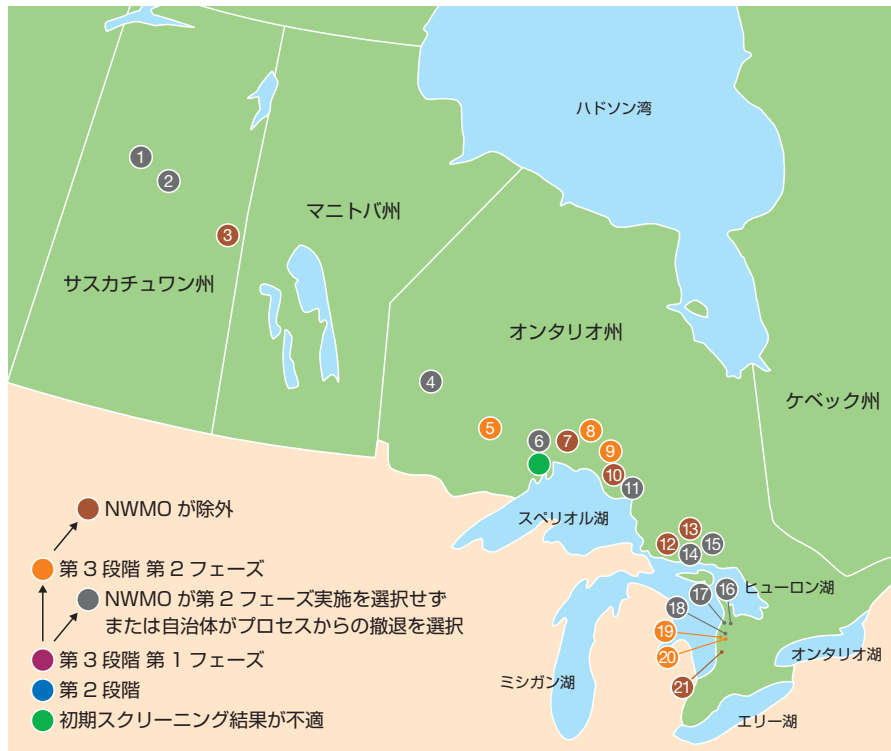 ハドソン湾
1
2
マニトバ州
3
サスカチュワン州
オンタリオ州
4
ケベック州
5
8
6
7
9
10
11
NWMO が除外
スペリオル湖
13
12
15
14
第 3 段階 第 2 フェーズ
ヒューロン湖
17
16
NWMO が第 2 フェーズ実施を選択せず
または自治体がプロセスからの撤退を選択
18
19
20
オンタリオ湖
第 3 段階 第 1 フェーズ
ミシガン湖
21
第 2 段階
初期スクリーニング結果が不適
エリー湖